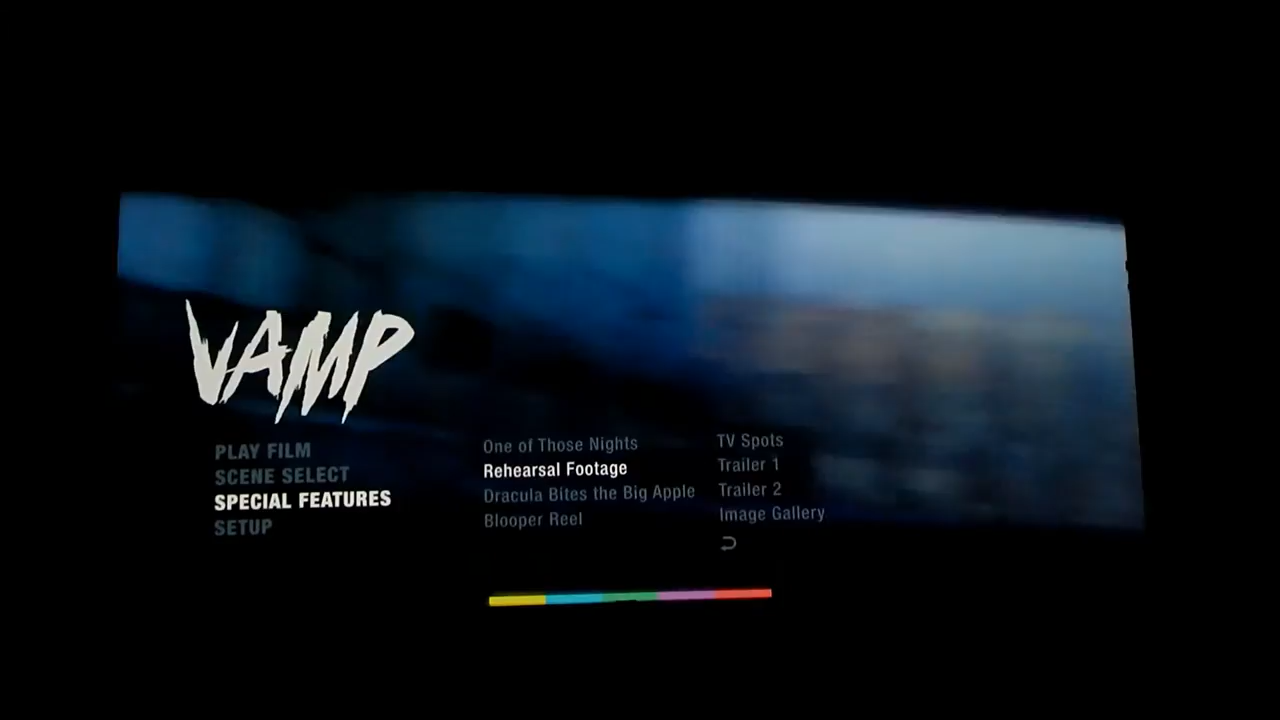 VAMP
PLAY FILM
SCENE SELECT
SPECIAL FEATURES
SETUP
One of Those Nights
Rehearsal Footage
Dracula Bites the Big Apple
Blooper Reel
TV Spots
Trailer 1
Trailer 2
Image Gallery